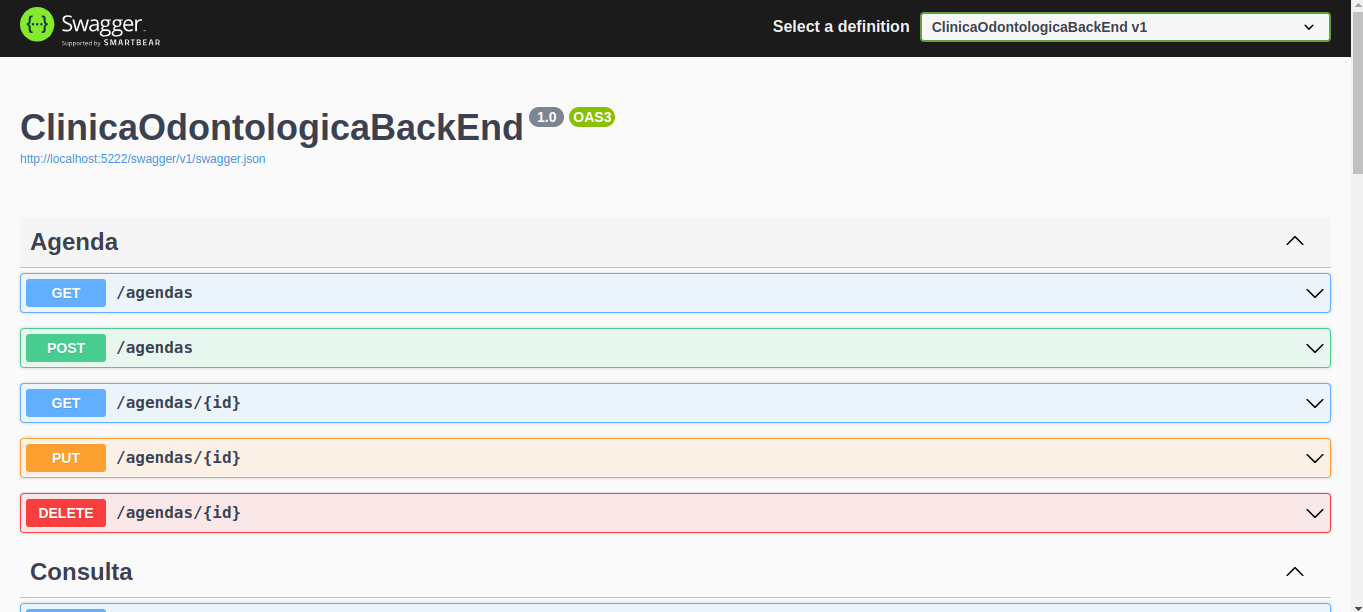 {···} Swagger.
Supported by SMARTBEAR
Select a definition
ClinicaOdontologicaBackEnd v1
ClinicaOdontologicaBackEnd 1.0 OAS3
http://localhost:5222/swagger/v1/swagger.json
Agenda
GET /agendas
POST /agendas
GET /agendas/{id}
PUT /agendas/{id}
DELETE /agendas/{id}
Consulta